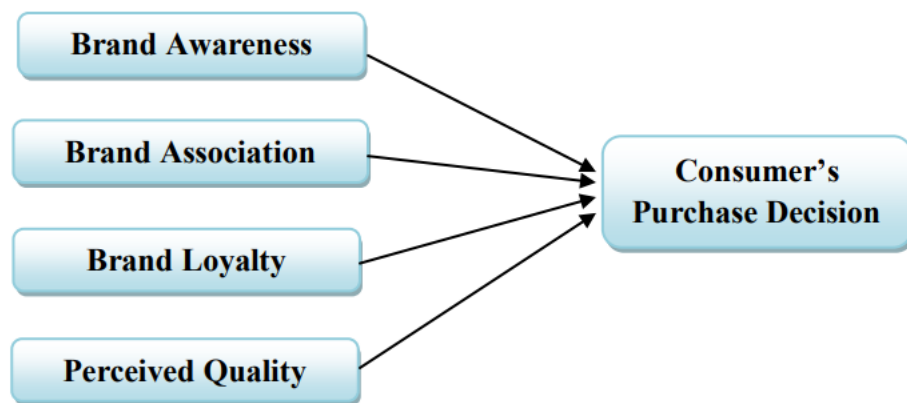 Brand Awareness
Brand Association
Brand Loyalty
Perceived Quality
Consumer’s
Purchase Decision